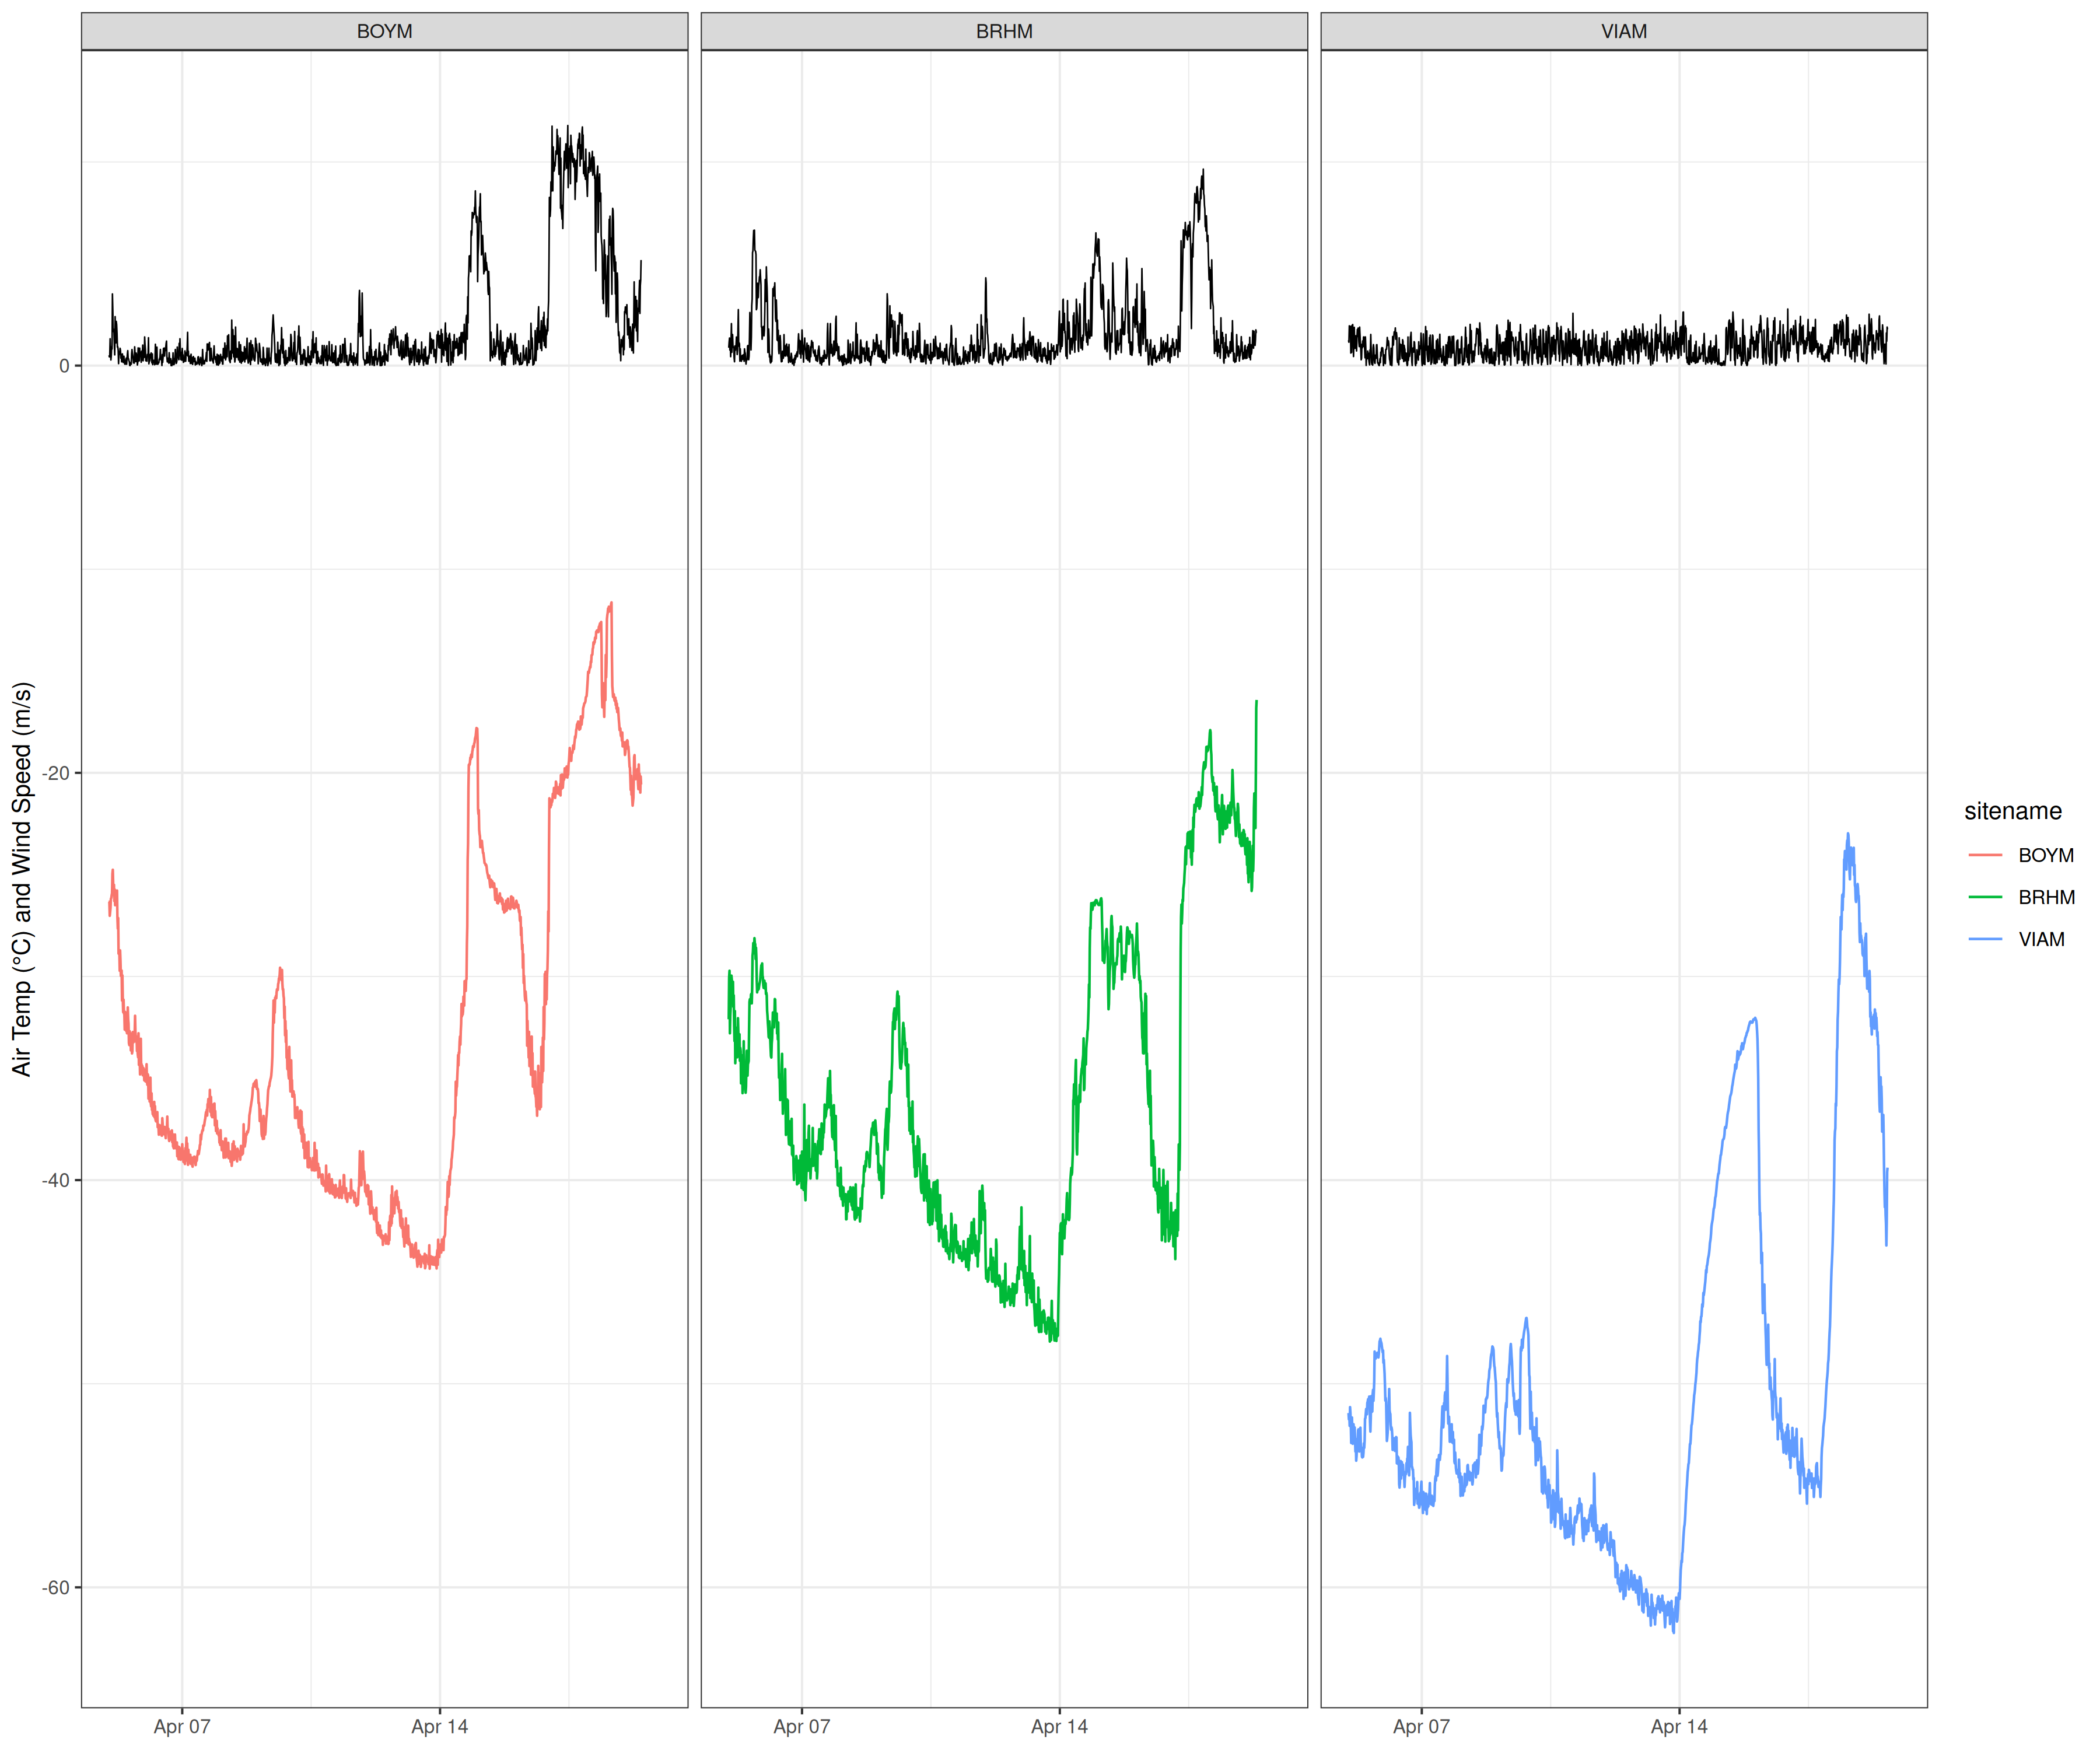 BOYM
BRHM
VIAM
0
-20
-40
-60
Air Temp (°C) and Wind Speed (m/s)
Apr 07
Apr 14
Apr 07
Apr 14
Apr 07
Apr 14
sitename
BOYM
BRHM
VIAM